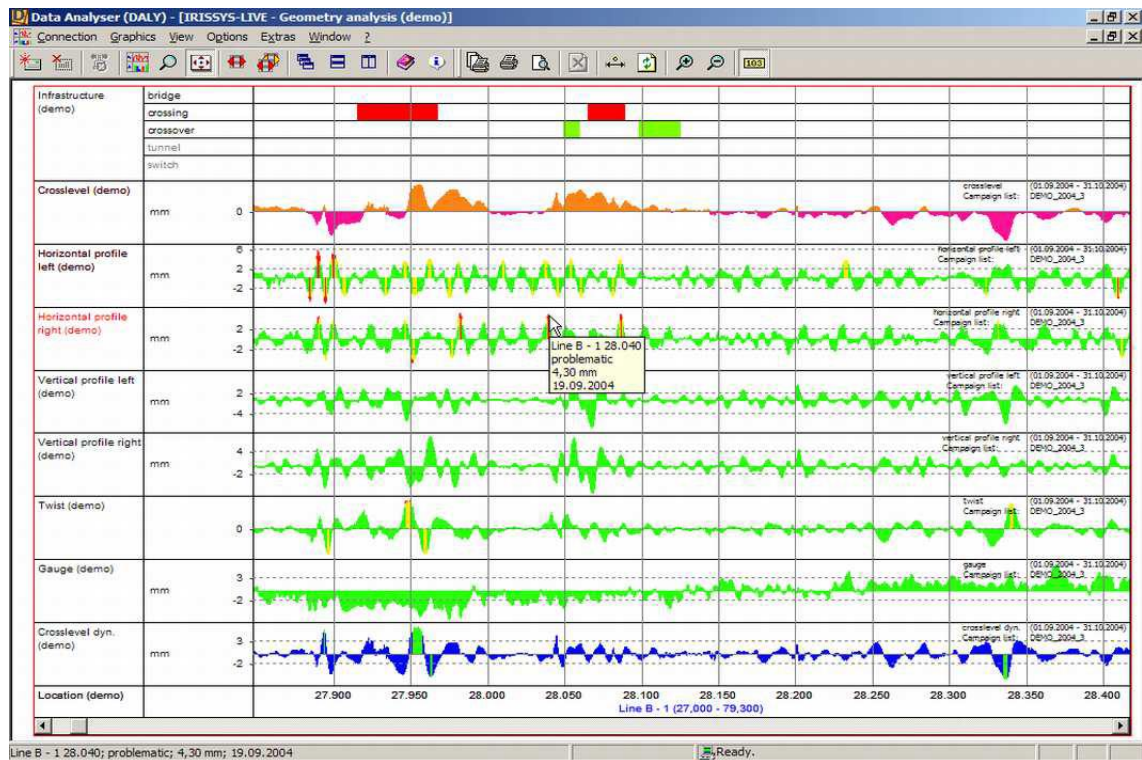 Data Analyser (DALY) - [IRISSYS-LIVE - Geometry analysis (demo)]
Connection Graphics View Options Extras Window ?
103
Infrastructure (demo)
bridge
crossing
crossover
tunnel
switch
Crosslevel (demo)
mm
0
crosslevel (01.09.2004 - 31.10.2004)
Campaign list: DEMO_2004_3
Horizontal profile left (demo)
mm
6
2
-2
horizontal profile left (01.09.2004 - 31.10.2004)
Campaign list: DEMO_2004_3
Horizontal profile right (demo)
mm
2
-2
horizontal profile right (01.09.2004 - 31.10.2004)
Campaign list: DEMO_2004_3
Line B - 1 28.040
problematic
4,30 mm
19.09.2004
Vertical profile left (demo)
mm
2
-4
vertical profile left (01.09.2004 - 31.10.2004)
Campaign list: DEMO_2004_3
Vertical profile right (demo)
mm
4
-1
vertical profile right (01.09.2004 - 31.10.2004)
Campaign list: DEMO_2004_3
Twist (demo)
mm
0
twist (01.09.2004 - 31.10.2004)
Campaign list: DEMO_2004_3
Gauge (demo)
mm
3
-2
gauge (01.09.2004 - 31.10.2004)
Campaign list: DEMO_2004_3
Crosslevel dyn. (demo)
mm
3
-2
crosslevel dyn. (01.09.2004 - 31.10.2004)
Campaign list: DEMO_2004_3
Location (demo)
27.900 27.950 28.000 28.050 28.100 28.150 28.200 28.250 28.300 28.350 28.400
Line B - 1 (27,000 - 79,300)
Line B - 1 28.040; problematic; 4,30 mm; 19.09.2004
Ready.